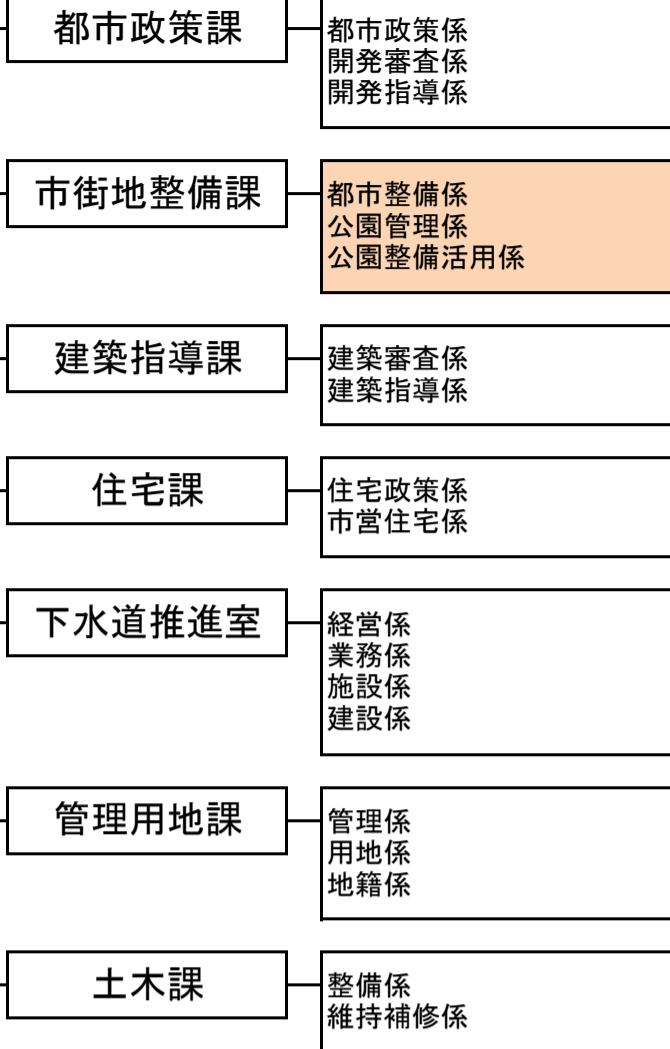 都市政策課
都市政策係
開発審査係
開発指導係
市街地整備課
都市整備係
公園管理係
公園整備活用係
建築指導課
建築審査係
建築指導係
住宅課
住宅政策係
市営住宅係
下水道推進室
経営係
業務係
施設係
建設係
管理用地課
管理係
用地係
地籍係
土木課
整備係
維持補修係